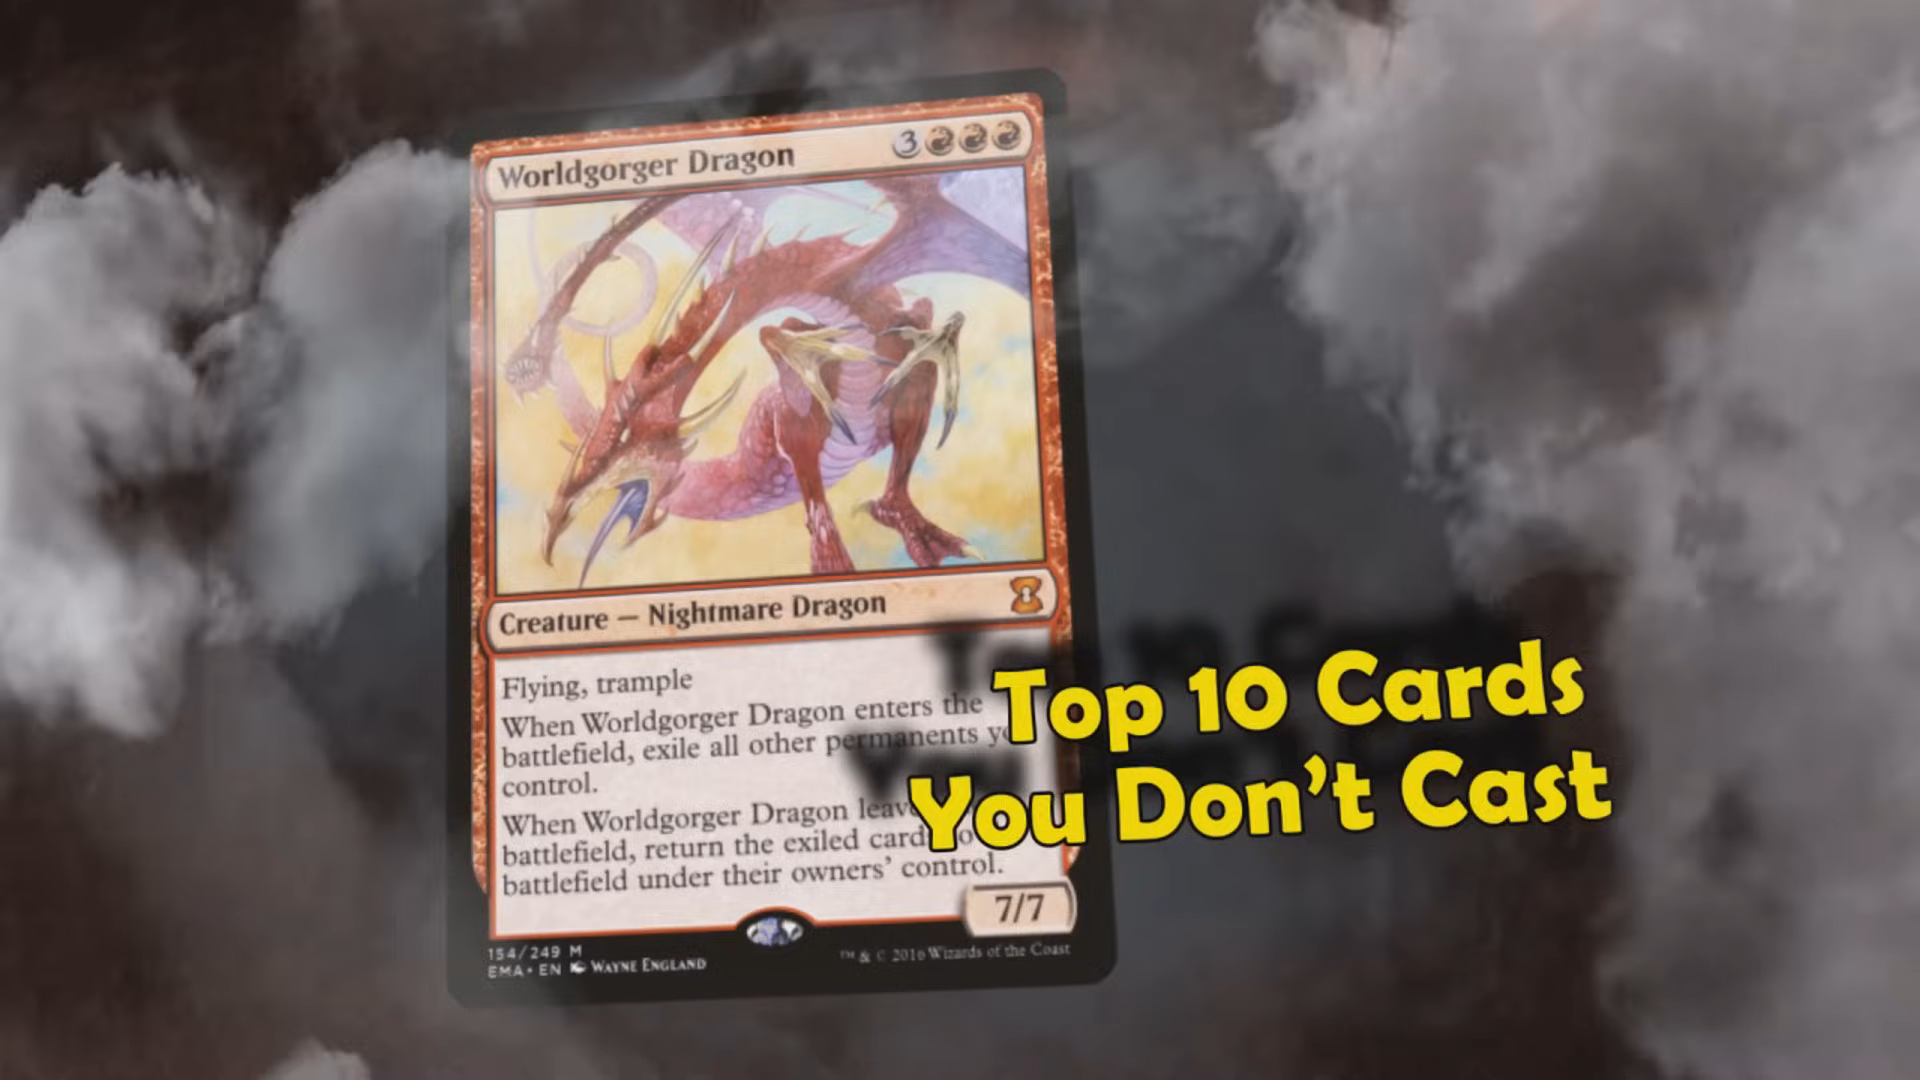 Worldgorger Dragon 3
Creature — Nightmare Dragon
Flying, trample
When Worldgorger Dragon enters the
battlefield, exile all other permanents
control.
When Worldgorger Dragon
battlefield, return the exiled
battlefield under their owners' control.
7/7
154/249 M
EMA • EN WAYNE ENGLAND
™ & © 2016 Wizards of the Coast
Top 10 Cards
You Don't Cast